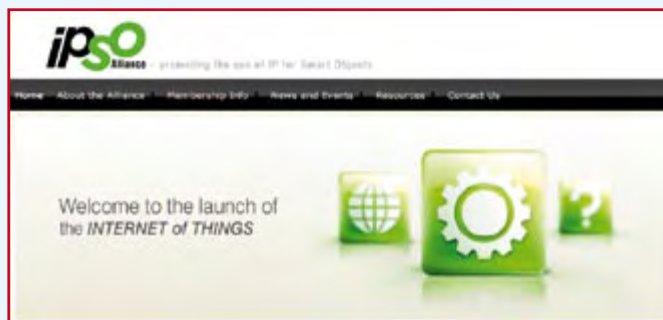 ipso
Alliance - promoting the use of IP for Smart Objects
Home About the Alliance Membership Info News and Events Resources Contact Us
Welcome to the launch of
the INTERNET of THINGS
?